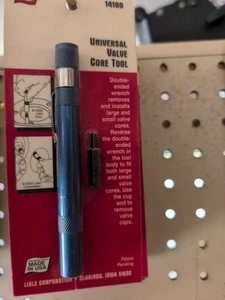 14100
UNIVERSAL
VALVE
CORE TOOL
Double-
ended
wrench
removes
and installs
large and
small valve
cores.
Reverse
the double-
ended
wrench in
the tool
body to fit
both large
and small
valve
cores. Use
the cup
end to
remove
valve
caps.
MADE
IN USA
Patent
Pending
LISLE CORPORATION CLARINDA, IOWA 51632